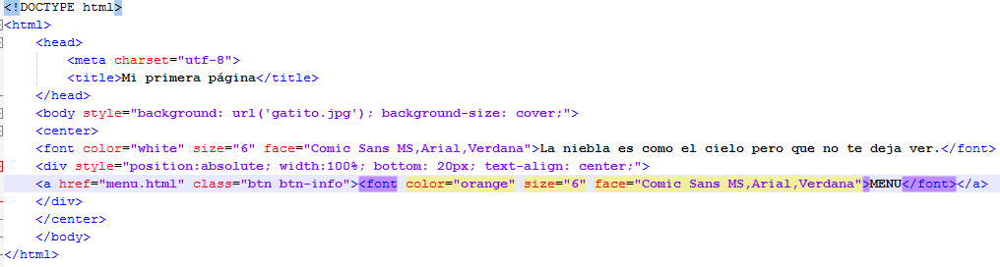 <!DOCTYPE html>
<html>
<head>
<meta charset="utf-8">
<title>Mi primera página</title>
</head>
<body style="background: url('gatito.jpg'); background-size: cover;">
<center>
<font color="white" size="6" face="Comic Sans MS,Arial,Verdana">La niebla es como el cielo pero que no te deja ver.</font>
<div style="position:absolute; width:100%; bottom: 20px; text-align: center;">
<a href="menu.html" class="btn btn-info"><font color="orange" size="6" face="Comic Sans MS,Arial,Verdana">MENU</font></a>
</div>
</center>
</body>
</html>